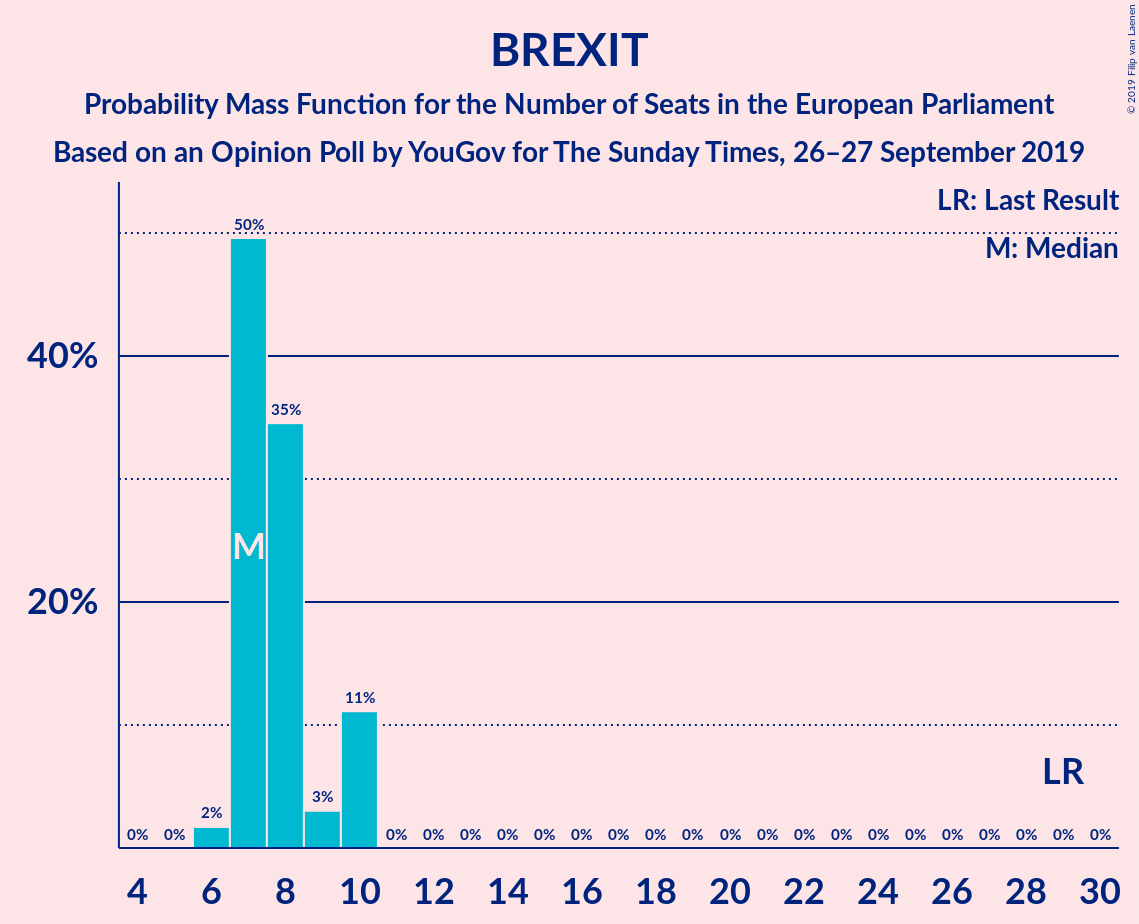 BREXIT
Probability Mass Function for the Number of Seats in the European Parliament
Based on an Opinion Poll by YouGov for The Sunday Times, 26–27 September 2019
© 2019 Filip van Laenen
LR: Last Result
M: Median
50%
40%
35%
M
20%
11%
LR
3%
2%
0% 0% 0% 0% 0% 0% 0% 0% 0% 0% 0% 0% 0% 0% 0% 0% 0% 0% 0% 0% 0% 0%
4 6 8 10 12 14 16 18 20 22 24 26 28 30